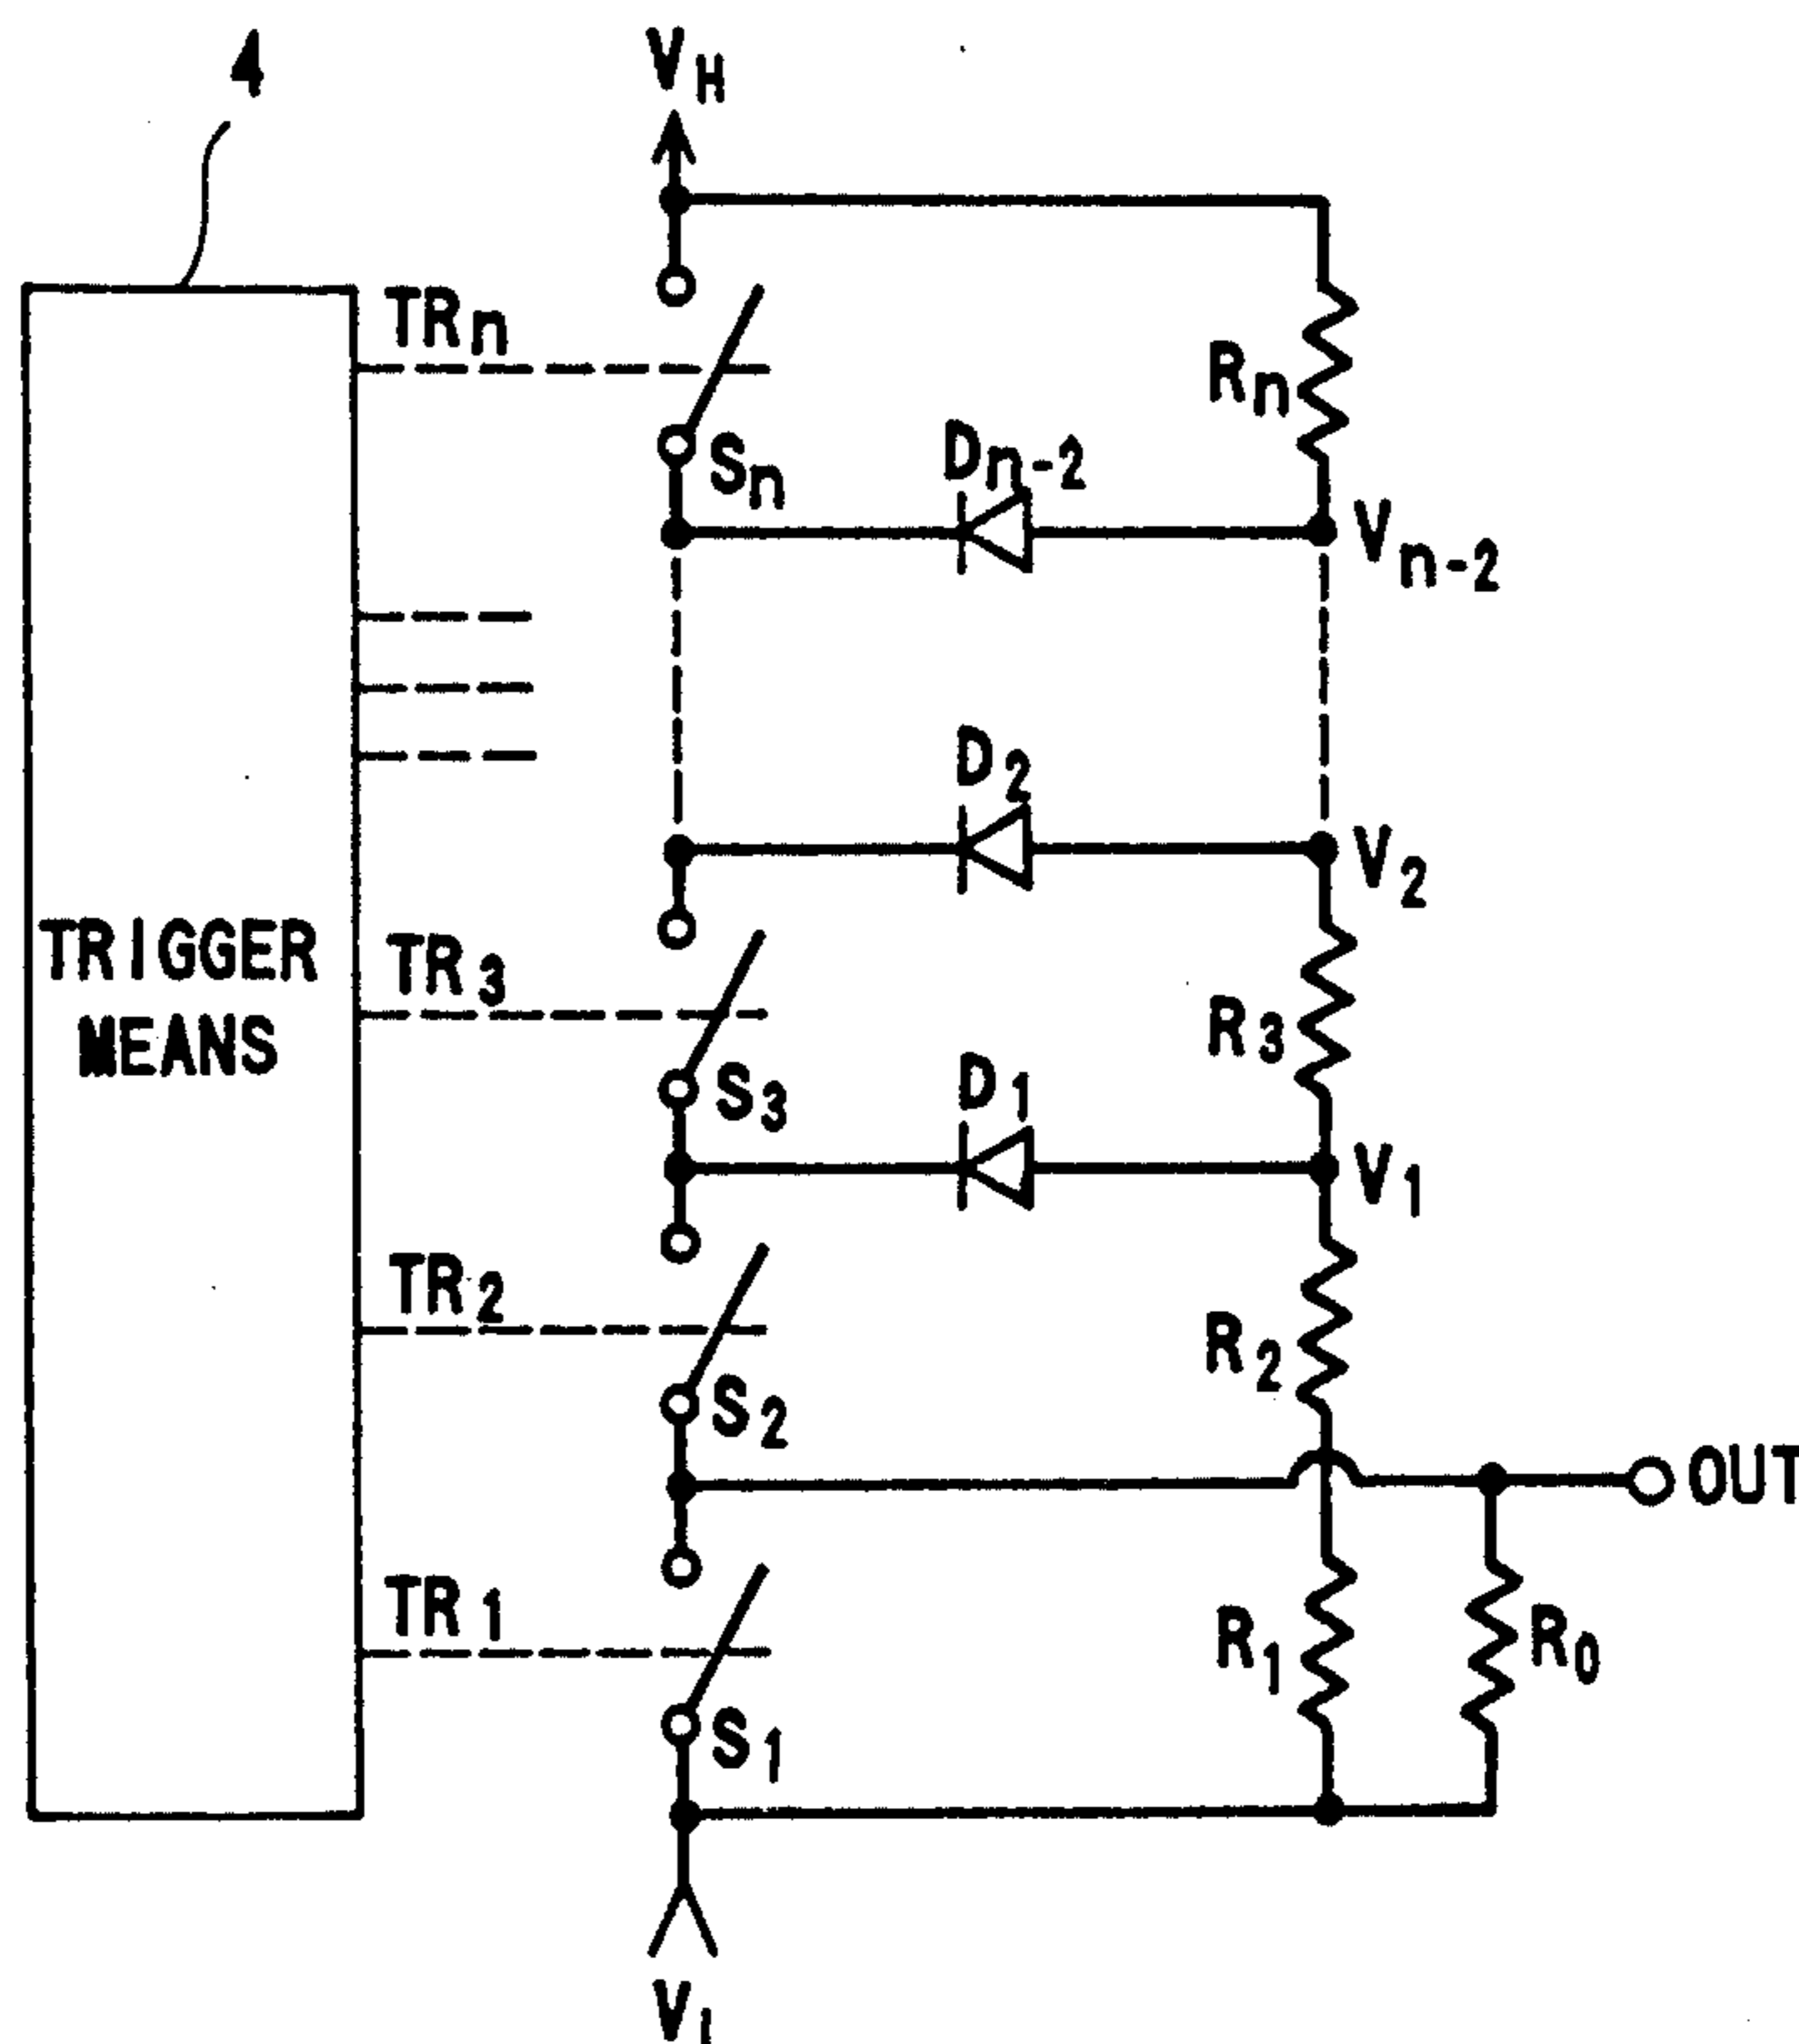 4
VH
TRn
Rn
Sn
Dn-2
Vn-2
D2
V2
TRIGGER
MEANS
TR3
R3
S3
D1
V1
TR2
R2
S2
OUT
TR1
R1
R0
S1